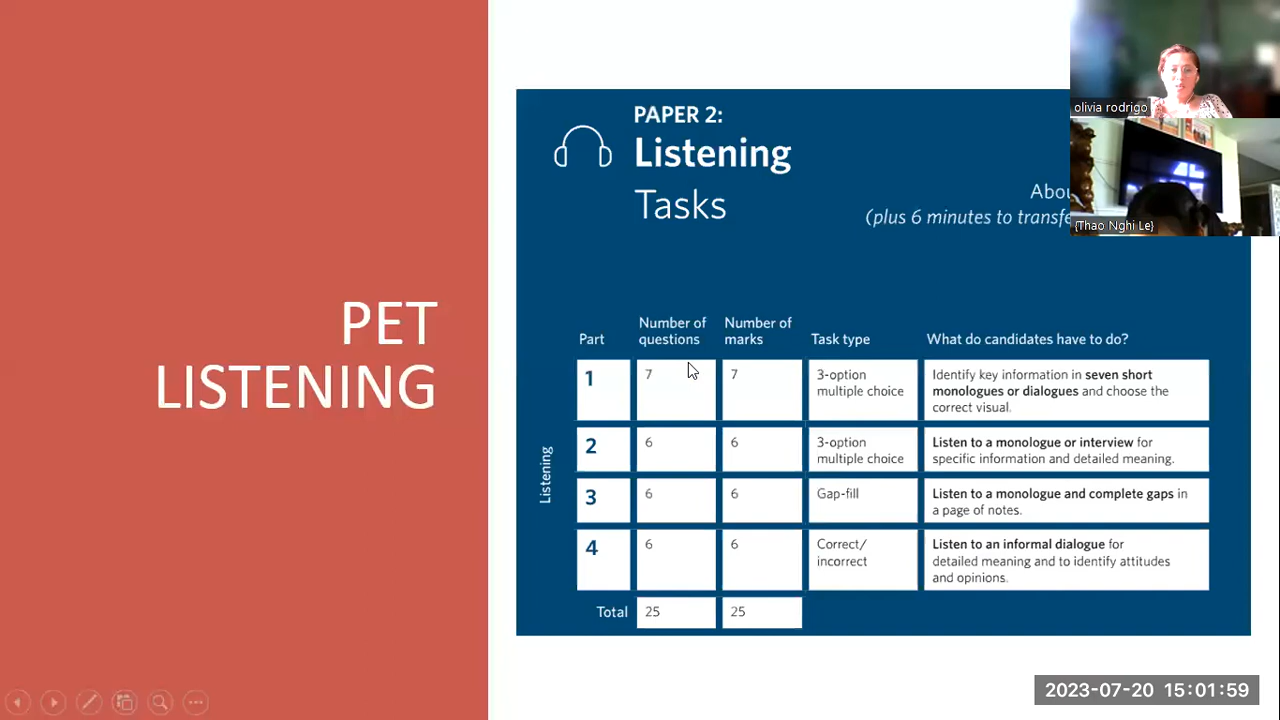 PET
LISTENING
PAPER 2:
Listening
Tasks
(plus 6 minutes to
Number of
questions
Number of
marks
Part
Task type
What do candidates have to do?
Listening
1
7
7
3-option
multiple choice
Identify key information in seven short
monologues or dialogues and choose the
correct visual.
2
6
6
3-option
multiple choice
Listen to a monologue or interview for
specific information and detailed meaning.
3
6
6
Gap-fill
Listen to a monologue and complete gaps in
a page of notes.
4
6
6
Correct/
incorrect
Listen to an informal dialogue for
detailed meaning and to identify attitudes
and opinions.
Total
25
25
olivia rodrigo
{Thao Nghi Le}
2023-07-20 15:01:59